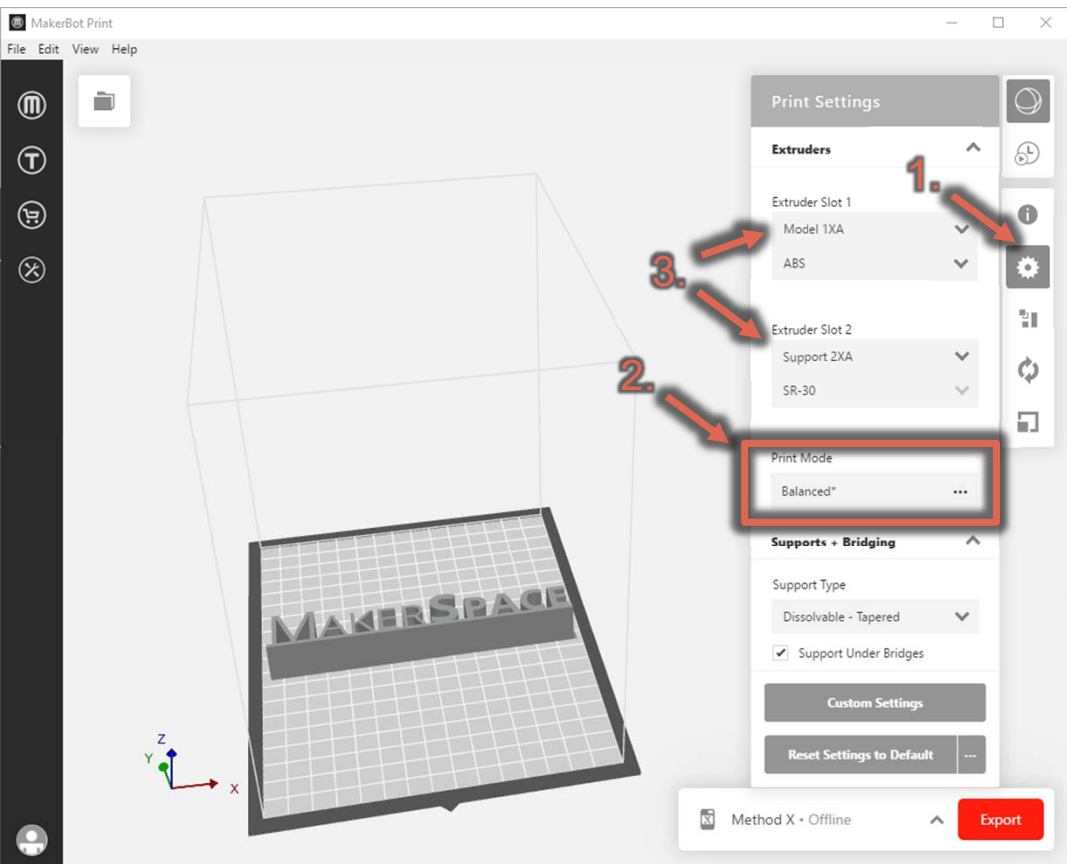 MakerBot Print
File Edit View Help
Print Settings
Extruders
1.
Extruder Slot 1
Model 1XA
ABS
3.
Extruder Slot 2
Support 2XA
SR-30
2.
Print Mode
Balanced*
Supports + Bridging
Support Type
Dissolvable - Tapered
Support Under Bridges
MAKERSPACE
Custom Settings
Reset Settings to Default
Z
Y
X
Method X • Offline
Export